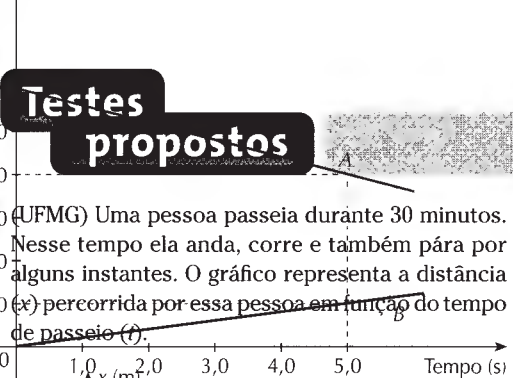 Testes
propostos
A
(UFMG) Uma pessoa passeia durante 30 minutos.
Nesse tempo ela anda, corre e também pára por
alguns instantes. O gráfico representa a distância
(x) percorrida por essa pessoa em função do tempo
de passeio (t).
B
0 1,0 2,0 3,0 4,0 5,0 Tempo (s)
x (m)